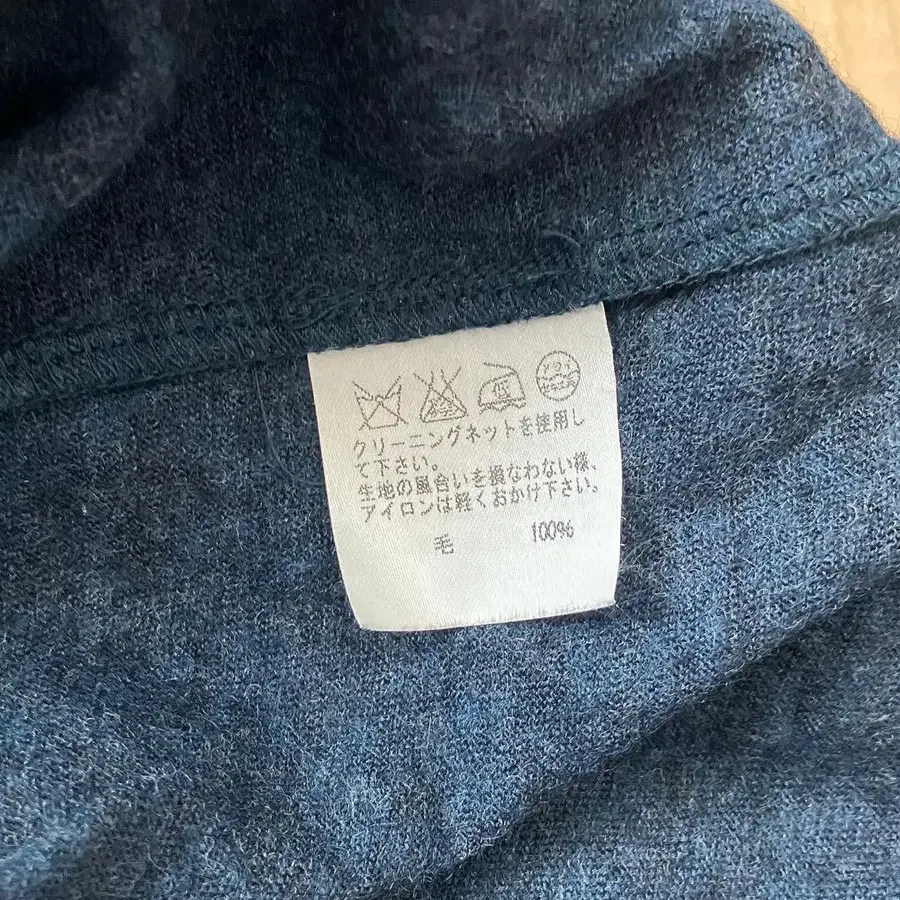 クリーニングネットを使用し
て下さい。
生地の風合いを損なわない様、
アイロンは軽くおかけ下さい。
毛 100%